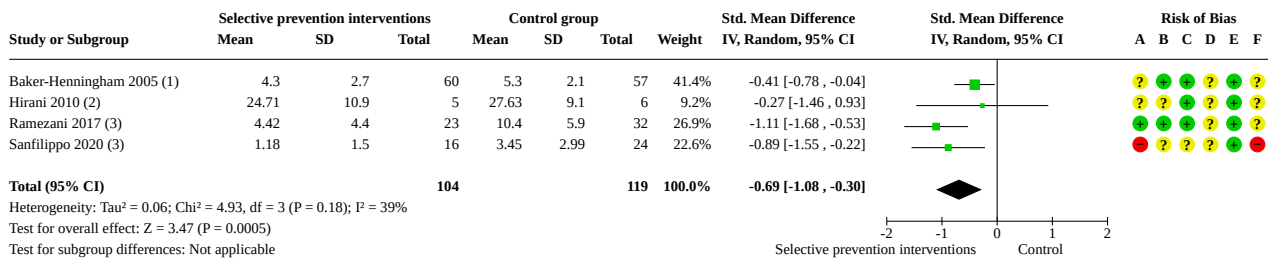 Selective prevention interventions Control group Std. Mean Difference Std. Mean Difference Risk of Bias
Study or Subgroup Mean SD Total Mean SD Total Weight IV, Random, 95% CI IV, Random, 95% CI A B C D E F
Baker-Henningham 2005 (1) 4.3 2.7 60 5.3 2.1 57 41.4% -0.41 [-0.78 , -0.04] ? + + ? + ?
Hirani 2010 (2) 24.71 10.9 5 27.63 9.1 6 9.2% -0.27 [-1.46 , 0.93] ? ? + ? + ?
Ramezani 2017 (3) 4.42 4.4 23 10.4 5.9 32 26.9% -1.11 [-1.68 , -0.53] + + + ? + ?
Sanfilippo 2020 (3) 1.18 1.5 16 3.45 2.99 24 22.6% -0.89 [-1.55 , -0.22] − ? ? ? + −
Total (95% CI) 104 119 100.0% -0.69 [-1.08 , -0.30]
Heterogeneity: Tau² = 0.06; Chi² = 4.93, df = 3 (P = 0.18); I² = 39%
Test for overall effect: Z = 3.47 (P = 0.0005) -2 -1 0 1 2
Test for subgroup differences: Not applicable Selective prevention interventions Control